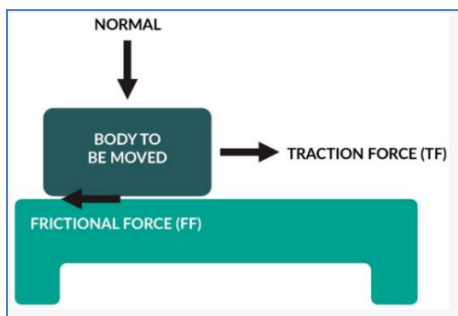 NORMAL
BODY TO
BE MOVED
TRACTION FORCE (TF)
FRICTIONAL FORCE (FF)